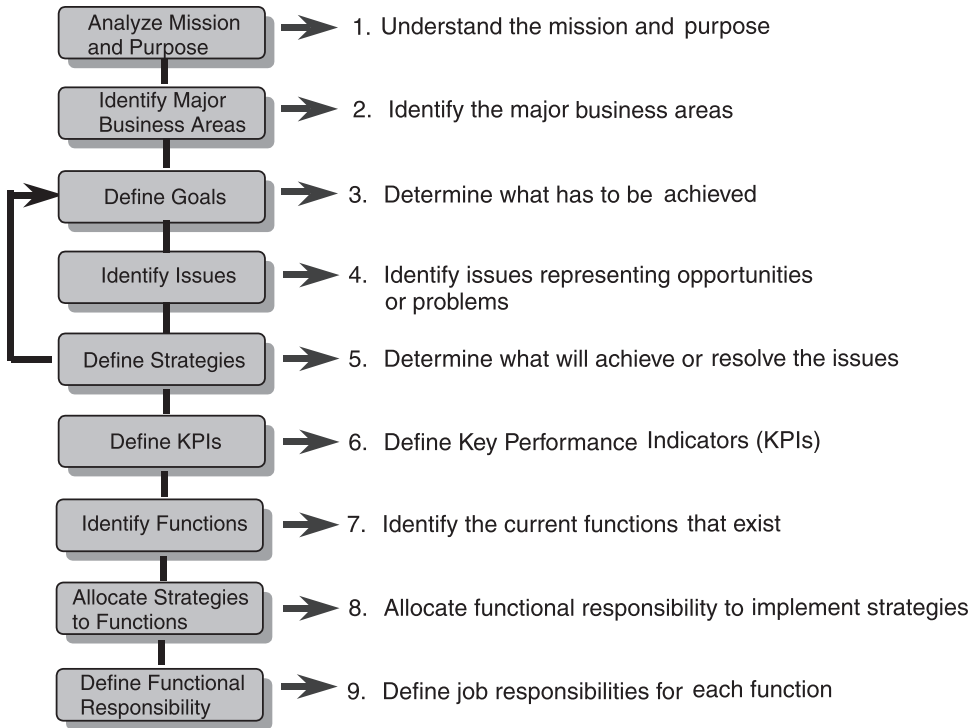 Analyze Mission
and Purpose
1. Understand the mission and purpose
Identify Major
Business Areas
2. Identify the major business areas
Define Goals
3. Determine what has to be achieved
Identify Issues
4. Identify issues representing opportunities
or problems
Define Strategies
5. Determine what will achieve or resolve the issues
Define KPIs
6. Define Key Performance Indicators (KPIs)
Identify Functions
7. Identify the current functions that exist
Allocate Strategies
to Functions
8. Allocate functional responsibility to implement strategies
Define Functional
Responsibility
9. Define job responsibilities for each function